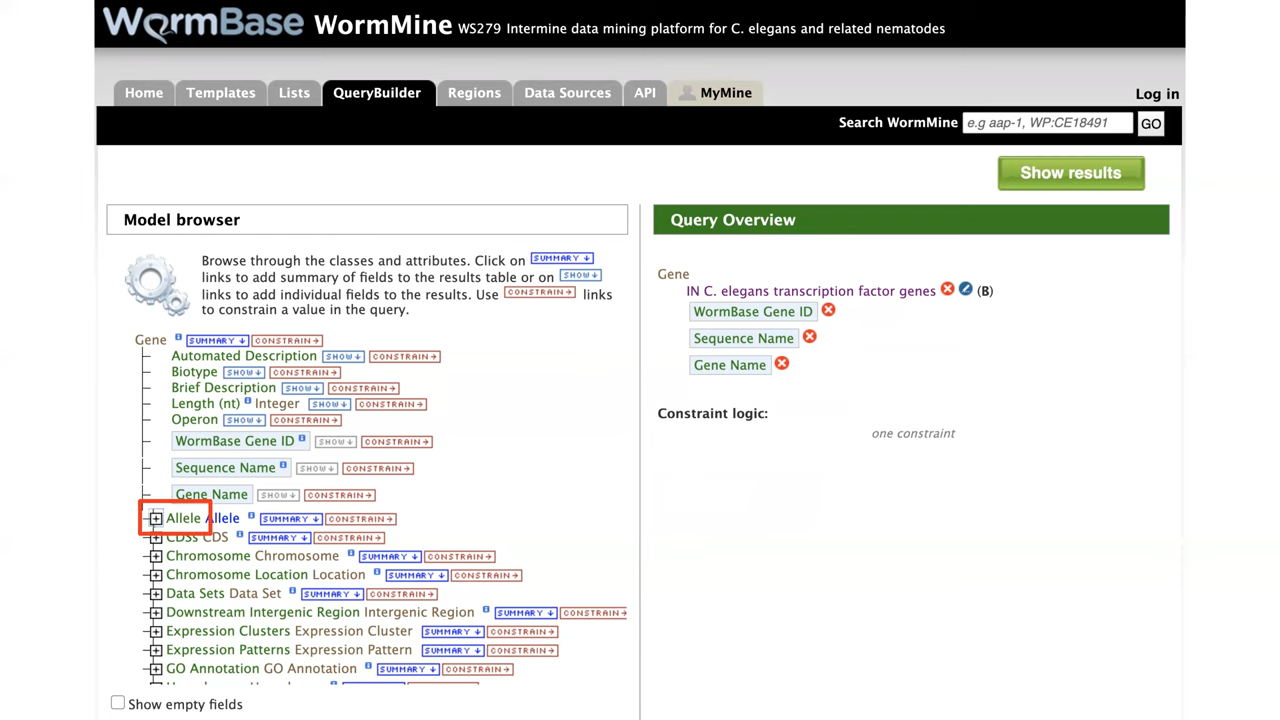 WormBase WormMine WS279 Intermine data mining platform for C. elegans and related nematodes
Home Templates Lists QueryBuilder Regions Data Sources API MyMine Log in
Search WormMine e.g aap-1, WP:CE18491 GO
Show results
Model browser
Browse through the classes and attributes. Click on SUMMARY
links to add summary of fields to the results table or on SHOW
links to add individual fields to the results. Use CONSTRAIN links
to constrain a value in the query.
Gene SUMMARY CONSTRAIN
Automated Description SHOW CONSTRAIN
Biotype SHOW CONSTRAIN
Brief Description SHOW CONSTRAIN
Length (nt) Integer SHOW CONSTRAIN
Operon SHOW CONSTRAIN
WormBase Gene ID SHOW CONSTRAIN
Sequence Name SHOW CONSTRAIN
Gene Name SHOW CONSTRAIN
Allele Allele SUMMARY CONSTRAIN
CDSs CDS SUMMARY CONSTRAIN
Chromosome Chromosome SUMMARY CONSTRAIN
Chromosome Location Location SUMMARY CONSTRAIN
Data Sets Data Set SUMMARY CONSTRAIN
Downstream Intergenic Region Intergenic Region SUMMARY CONSTRAIN
Expression Clusters Expression Cluster SUMMARY CONSTRAIN
Expression Patterns Expression Pattern SUMMARY CONSTRAIN
GO Annotation GO Annotation SUMMARY CONSTRAIN
Show empty fields
Query Overview
Gene
IN C. elegans transcription factor genes (B)
WormBase Gene ID
Sequence Name
Gene Name
Constraint logic:
one constraint